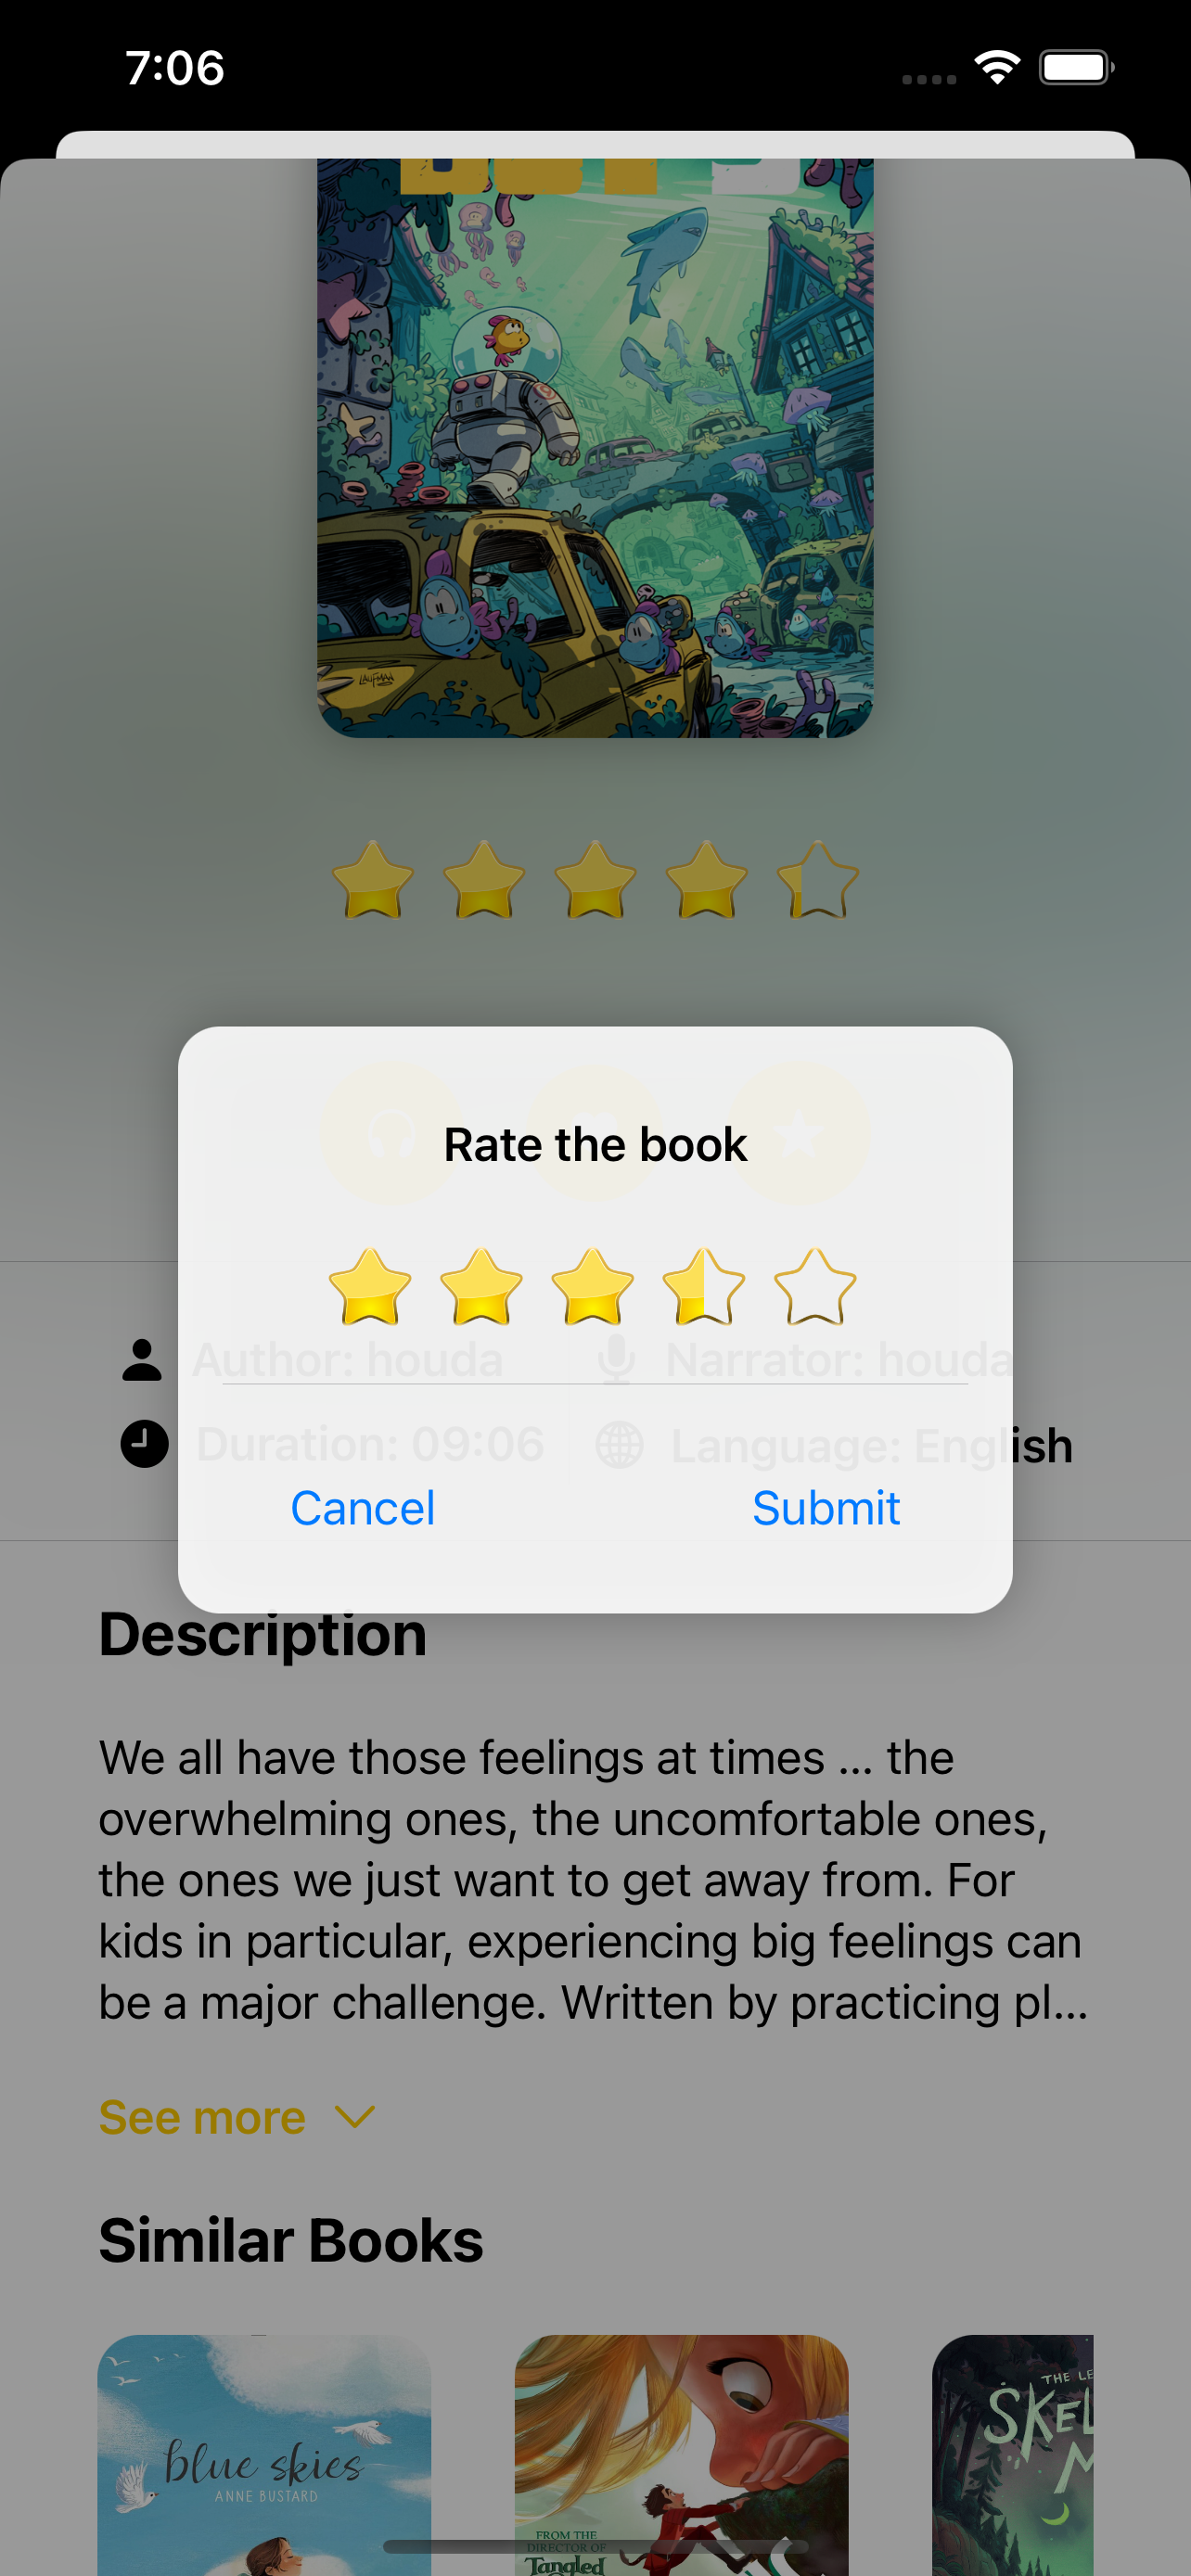 7:06
LAUFMAN
Rate the book
Author: houda
Narrator: houda
Duration: 09:06
Language: English
Cancel
Submit
Description
We all have those feelings at times ... the
overwhelming ones, the uncomfortable ones,
the ones we just want to get away from. For
kids in particular, experiencing big feelings can
be a major challenge. Written by practicing pl...
See more
Similar Books
blue skies
ANNE BUSTARD
FROM THE
DIRECTOR OF
Tangled
THE LE
SKEL
M